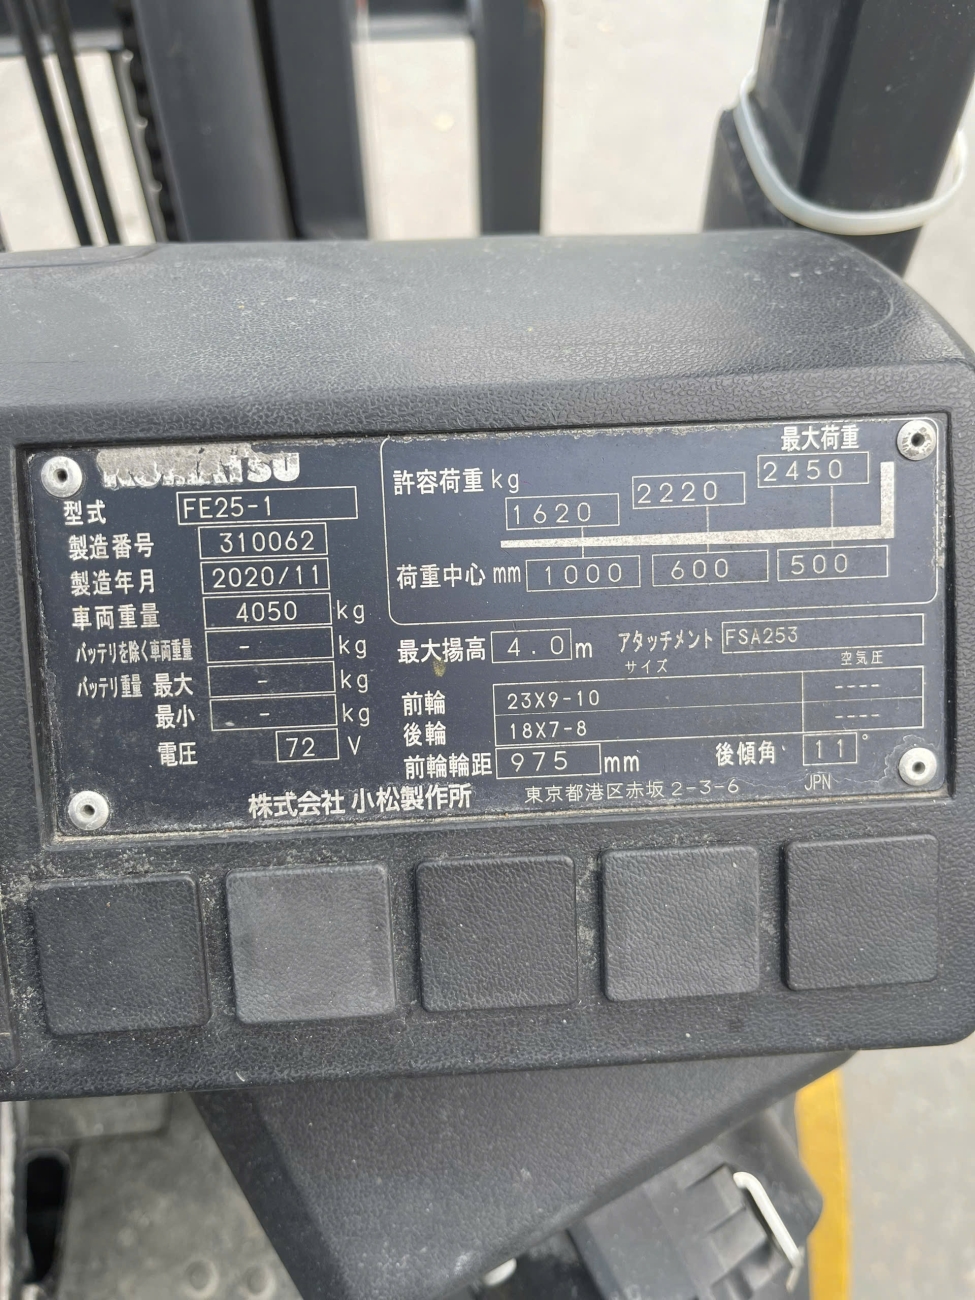 KOMATSU
型式 FE25-1
製造番号 310062
製造年月 2020/11
車両重量 4050 kg
バッテリを除く車両重量 - kg
バッテリ重量 最大 - kg
最小 - kg
電圧 72 V
最大荷重
許容荷重 kg 1620 2220 2450
荷重中心 mm 1000 600 500
最大揚高 4.0 m アタッチメント FSA253
サイズ 空気圧
前輪 23X9-10 ----
後輪 18X7-8 ----
前輪輪距 975 mm 後傾角 11°
株式会社 小松製作所 東京都港区赤坂2-3-6 JPN